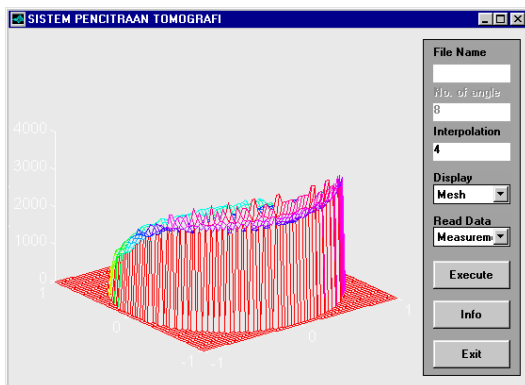 SISTEM PENCITRAAN TOMOGRAFI
File Name
No. of angle
8
Interpolation
4
Display
Mesh
Read Data
Measurem
Execute
Info
Exit
4000
3000
2000
1000
0
1
0
-1
-1
0
1